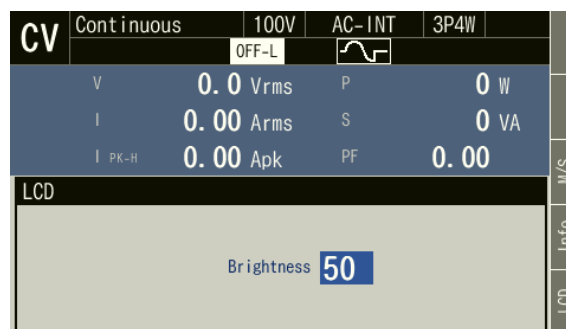 CV Continuous 100V AC-INT 3P4W
OFF-L
V 0.0 Vrms P 0 W
I 0.00 Arms S 0 VA
I PK-H 0.00 Apk PF 0.00
LCD
Brightness 50
M/S
Info
LCD